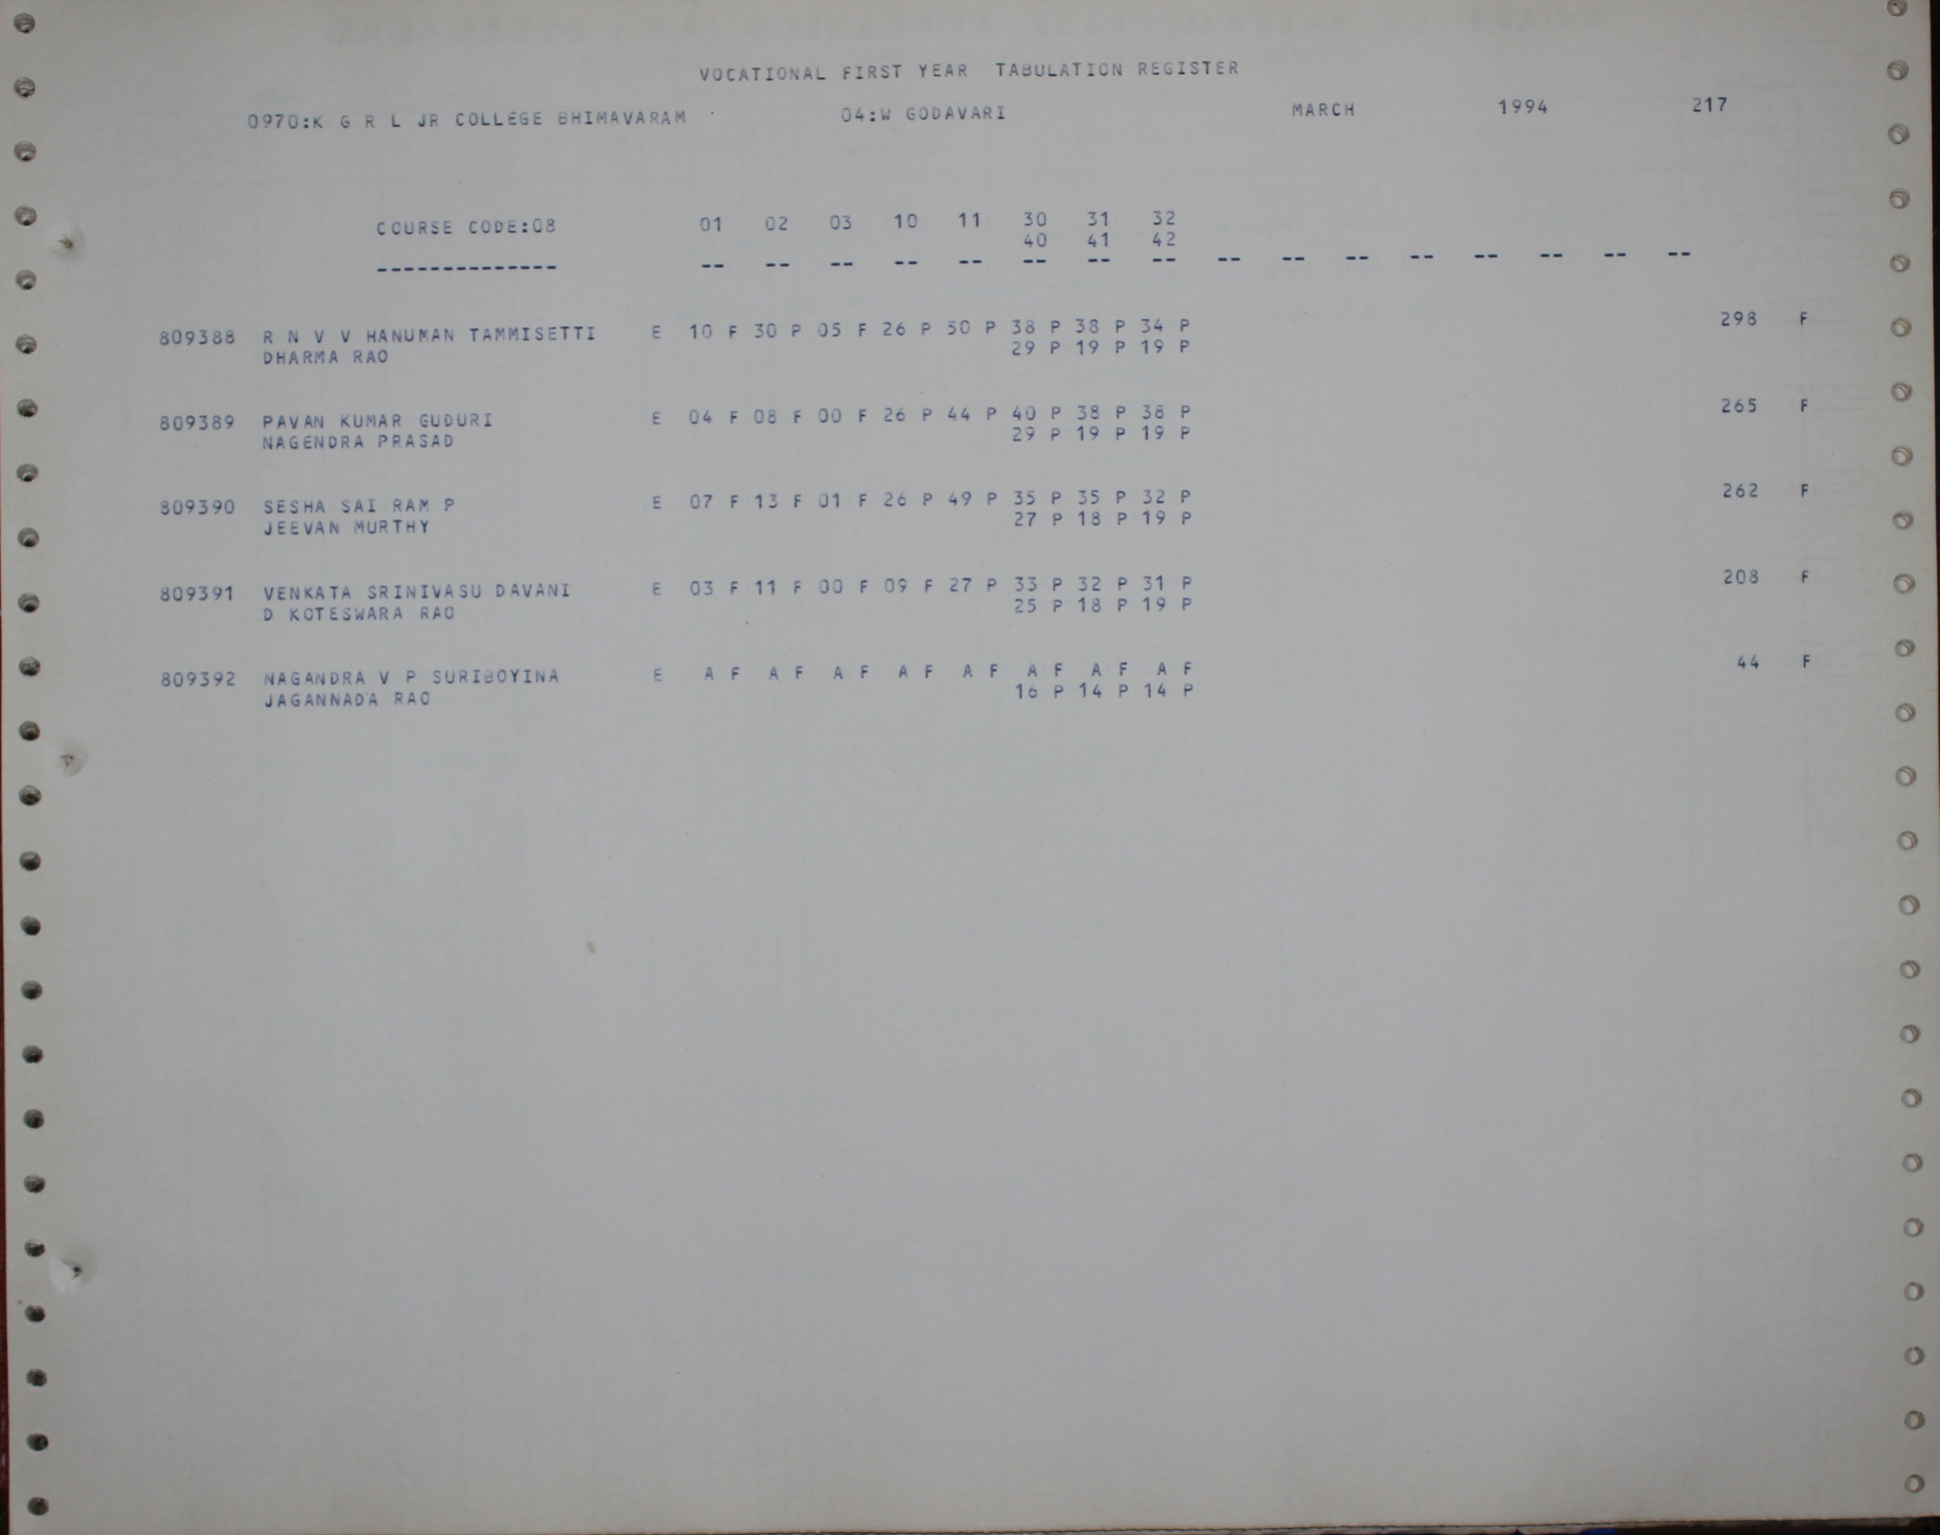 VOCATIONAL FIRST YEAR TABULATION REGISTER
0970:K G R L JR COLLEGE BHIMAVARAM 04:W GODAVARI MARCH 1994 217
COURSE CODE:08 01 02 03 10 11 30 31 32
40 41 42
-------------- -- -- -- -- -- -- -- -- -- -- -- -- -- -- -- --
809388 R N V V HANUMAN TAMMISETTI E 10 F 30 P 05 F 26 P 50 P 38 P 38 P 34 P 298 F
DHARMA RAO 29 P 19 P 19 P
809389 PAVAN KUMAR GUDURI E 04 F 08 F 00 F 26 P 44 P 40 P 38 P 38 P 265 F
NAGENDRA PRASAD 29 P 19 P 19 P
809390 SESHA SAI RAM P E 07 F 13 F 01 F 26 P 49 P 35 P 35 P 32 P 262 F
JEEVAN MURTHY 27 P 18 P 19 P
809391 VENKATA SRINIVASU DAVANI E 03 F 11 F 00 F 09 F 27 P 33 P 32 P 31 P 208 F
D KOTESWARA RAO 25 P 18 P 19 P
809392 NAGANDRA V P SURIBOYINA E A F A F A F A F A F A F A F A F 44 F
JAGANNADA RAO 16 P 14 P 14 P